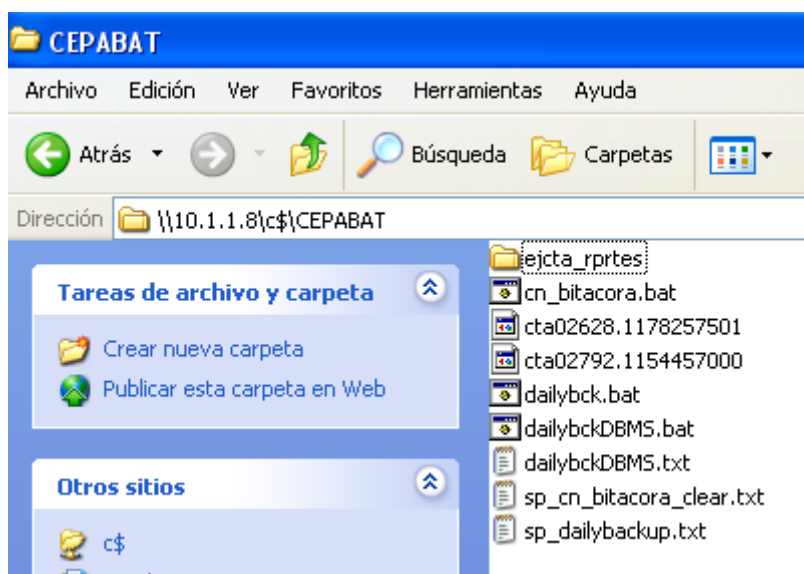 CEPABAT
Archivo Edición Ver Favoritos Herramientas Ayuda
Atrás Búsqueda Carpetas
Dirección \\10.1.1.8\c$\CEPABAT
Tareas de archivo y carpeta
Crear nueva carpeta
Publicar esta carpeta en Web
Otros sitios
c$
ejcta_rprtes
cn_bitacora.bat
cta02628.1178257501
cta02792.1154457000
dailybck.bat
dailybckDBMS.bat
dailybckDBMS.txt
sp_cn_bitacora_clear.txt
sp_dailybackup.txt